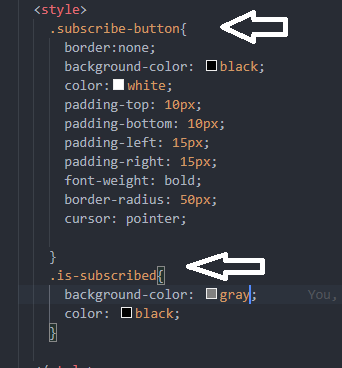 <style>
.subscribe-button{
border:none;
background-color: black;
color: white;
padding-top: 10px;
padding-bottom: 10px;
padding-left: 15px;
padding-right: 15px;
font-weight: bold;
border-radius: 50px;
cursor: pointer;
}
.is-subscribed{
background-color: gray; You,
color: black;
}